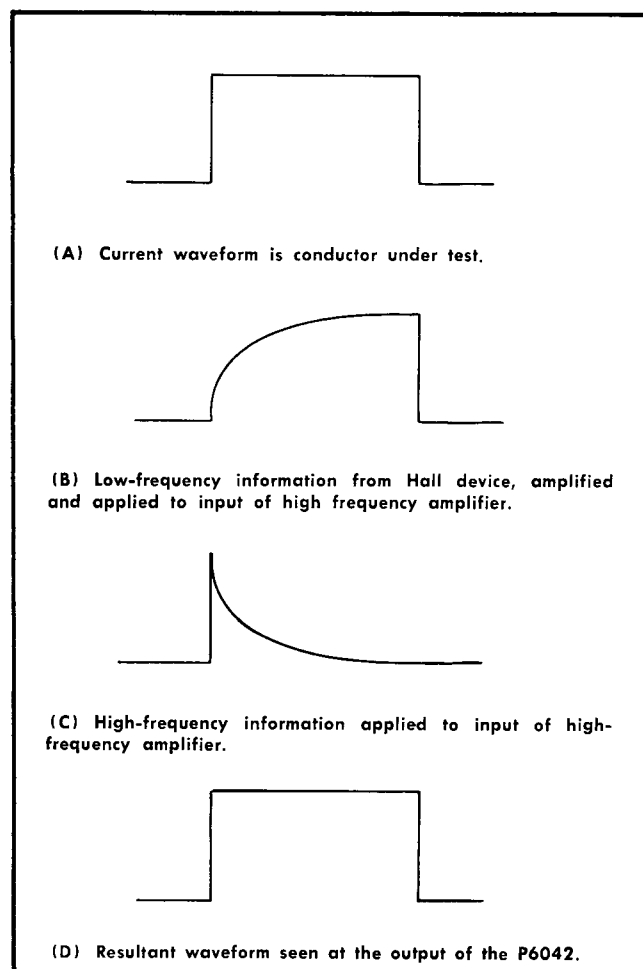 (A) Current waveform is conductor under test.
(B) Low-frequency information from Hall device, amplified
and applied to input of high frequency amplifier.
(C) High-frequency information applied to input of high-
frequency amplifier.
(D) Resultant waveform seen at the output of the P6042.